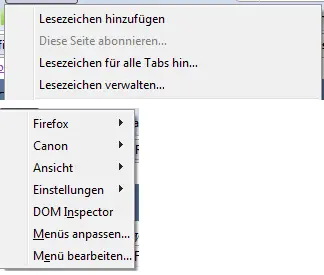 Lesezeichen hinzufügen
Diese Seite abonnieren...
Lesezeichen für alle Tabs hin...
Lesezeichen verwalten...
Firefox
Canon
Ansicht
Einstellungen
DOM Inspector
Menüs anpassen...
Menü bearbeiten...